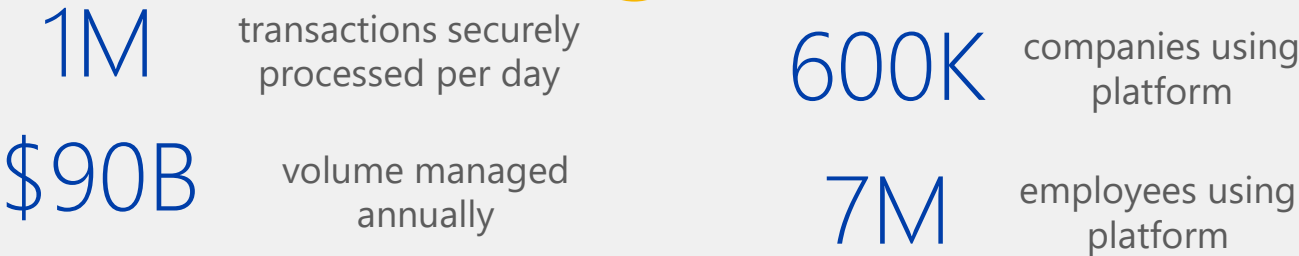 1M
transactions securely
processed per day
600K
companies using
platform
$90B
volume managed
annually
7M
employees using
platform